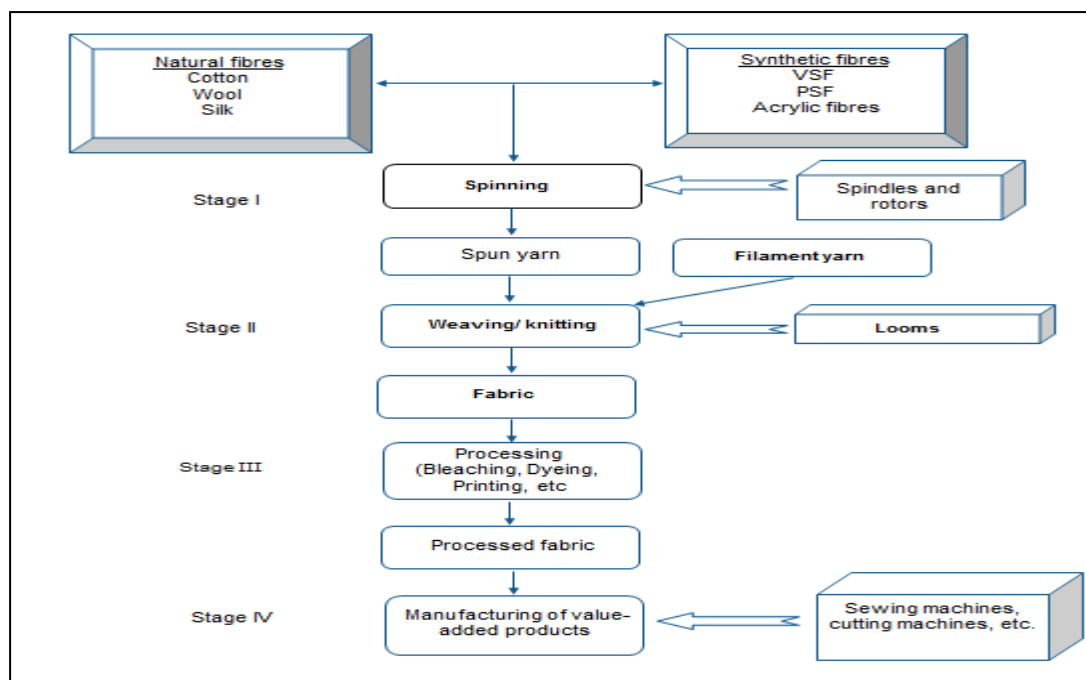 Natural fibres
Cotton
Wool
Silk
Synthetic fibres
VSF
PSF
Acrylic fibres
Stage I
Spinning
Spindles and
rotors
Spun yarn
Filament yarn
Stage II
Weaving/ knitting
Looms
Fabric
Stage III
Processing
(Bleaching, Dyeing,
Printing, etc
Processed fabric
Stage IV
Manufacturing of value-
added products
Sewing machines,
cutting machines, etc.